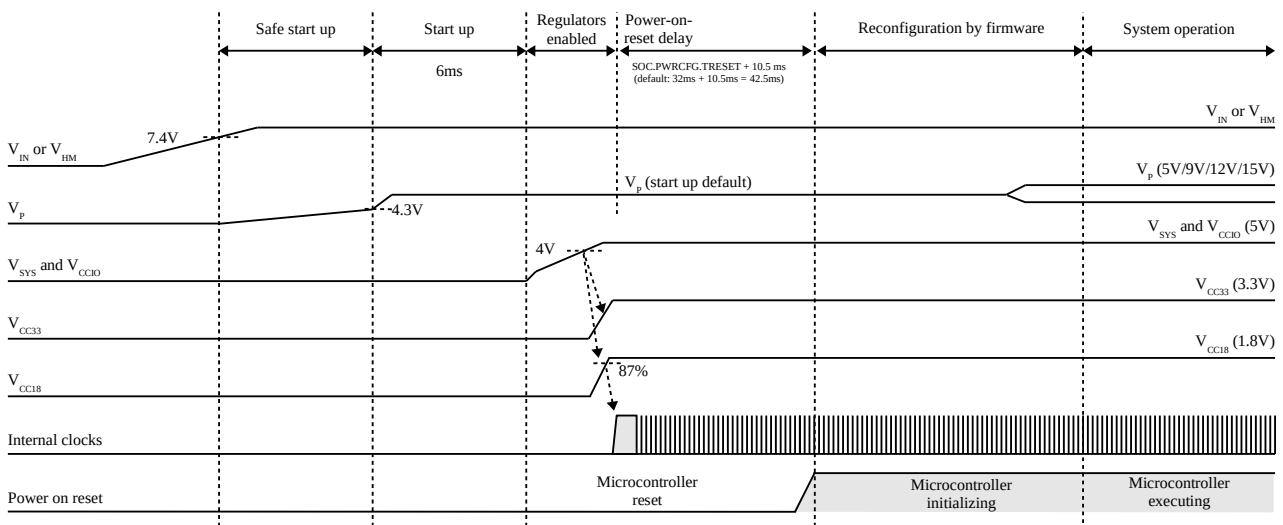 Safe start up
Start up
Regulators
enabled
Power-on-
reset delay
Reconfiguration by firmware
System operation
6ms
SOC.PWRCFG.TRESET + 10.5 ms
(default: 32ms + 10.5ms = 42.5ms)
7.4V
VIN or VHM
VIN or VHM
VP
4.3V
VP (start up default)
VP (5V/9V/12V/15V)
VSYS and VCCIO
4V
VSYS and VCCIO (5V)
VCC33
VCC33 (3.3V)
VCC18
87%
VCC18 (1.8V)
Internal clocks
Power on reset
Microcontroller
reset
Microcontroller
initializing
Microcontroller
executing